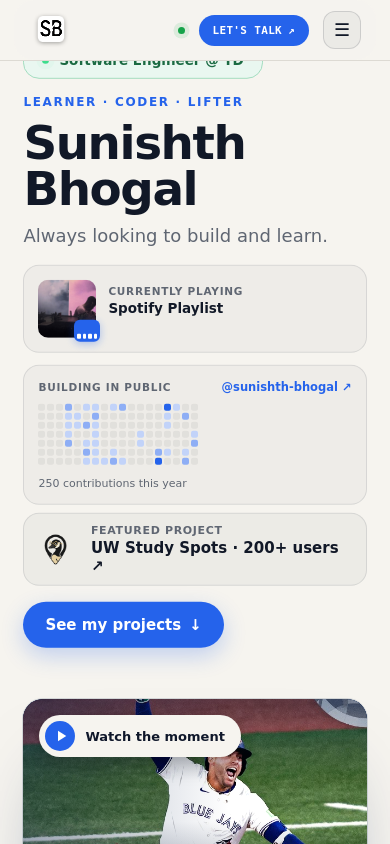 SB
LET'S TALK ↗
☰
Software Engineer @ TD
LEARNER · CODER · LIFTER
Sunishth
Bhogal
Always looking to build and learn.
CURRENTLY PLAYING
Spotify Playlist
BUILDING IN PUBLIC
@sunishth-bhogal ↗
250 contributions this year
FEATURED PROJECT
UW Study Spots · 200+ users
↗
See my projects ↓
Watch the moment
BLUE JAYS